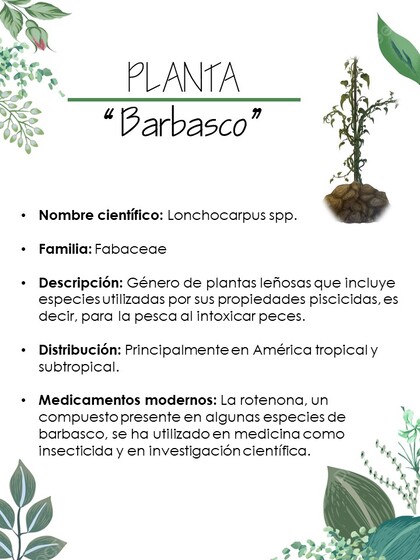 PLANTA
“Barbasco”
• Nombre científico: Lonchocarpus spp.
• Familia: Fabaceae
• Descripción: Género de plantas leñosas que incluye
especies utilizadas por sus propiedades piscicidas, es
decir, para la pesca al intoxicar peces.
• Distribución: Principalmente en América tropical y
subtropical.
• Medicamentos modernos: La rotenona, un
compuesto presente en algunas especies de
barbasco, se ha utilizado en medicina como
insecticida y en investigación científica.